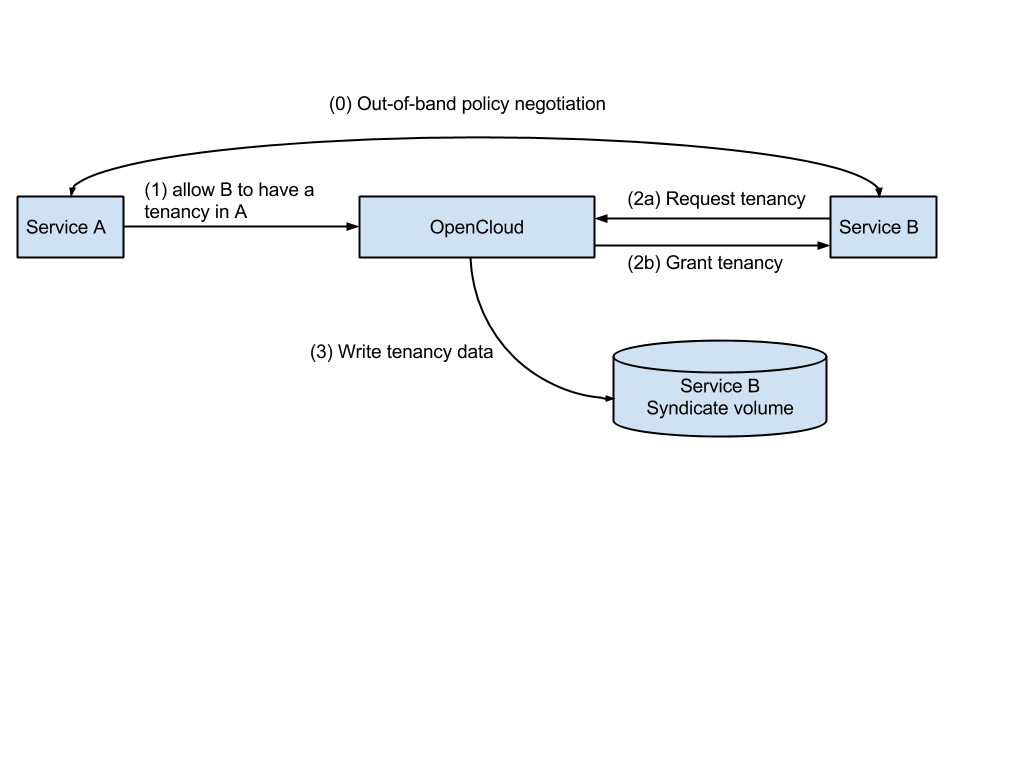 (0) Out-of-band policy negotiation
(1) allow B to have a
tenancy in A
(2a) Request tenancy
Service A
OpenCloud
Service B
(2b) Grant tenancy
(3) Write tenancy data
Service B
Syndicate volume